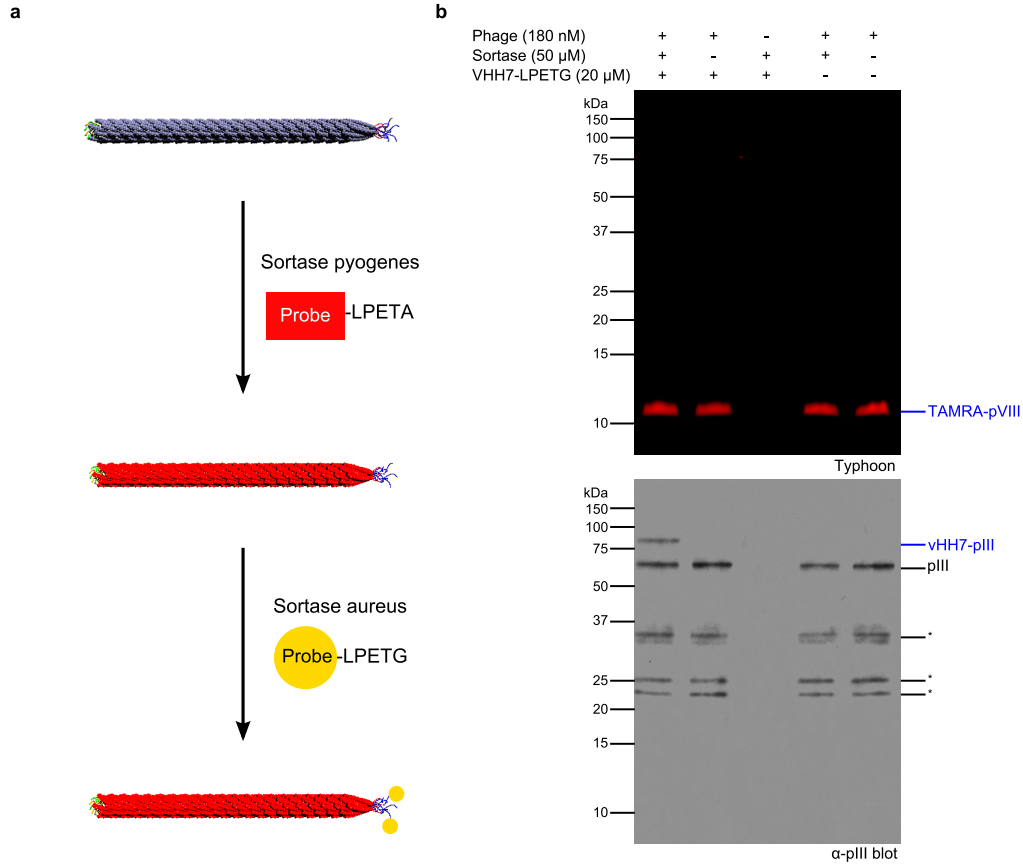 a
Sortase pyogenes
Probe -LPETA
Sortase aureus
Probe -LPETG
b
Phage (180 nM) + + - + +
Sortase (50 µM) + - + + -
VHH7-LPETG (20 µM) + + + - -
kDa
150
100
75
50
37
25
20
15
10
TAMRA-pVIII
Typhoon
kDa
150
100
75
50
37
25
20
15
10
vHH7-pIII
pIII
*
*
*
α-pIII blot